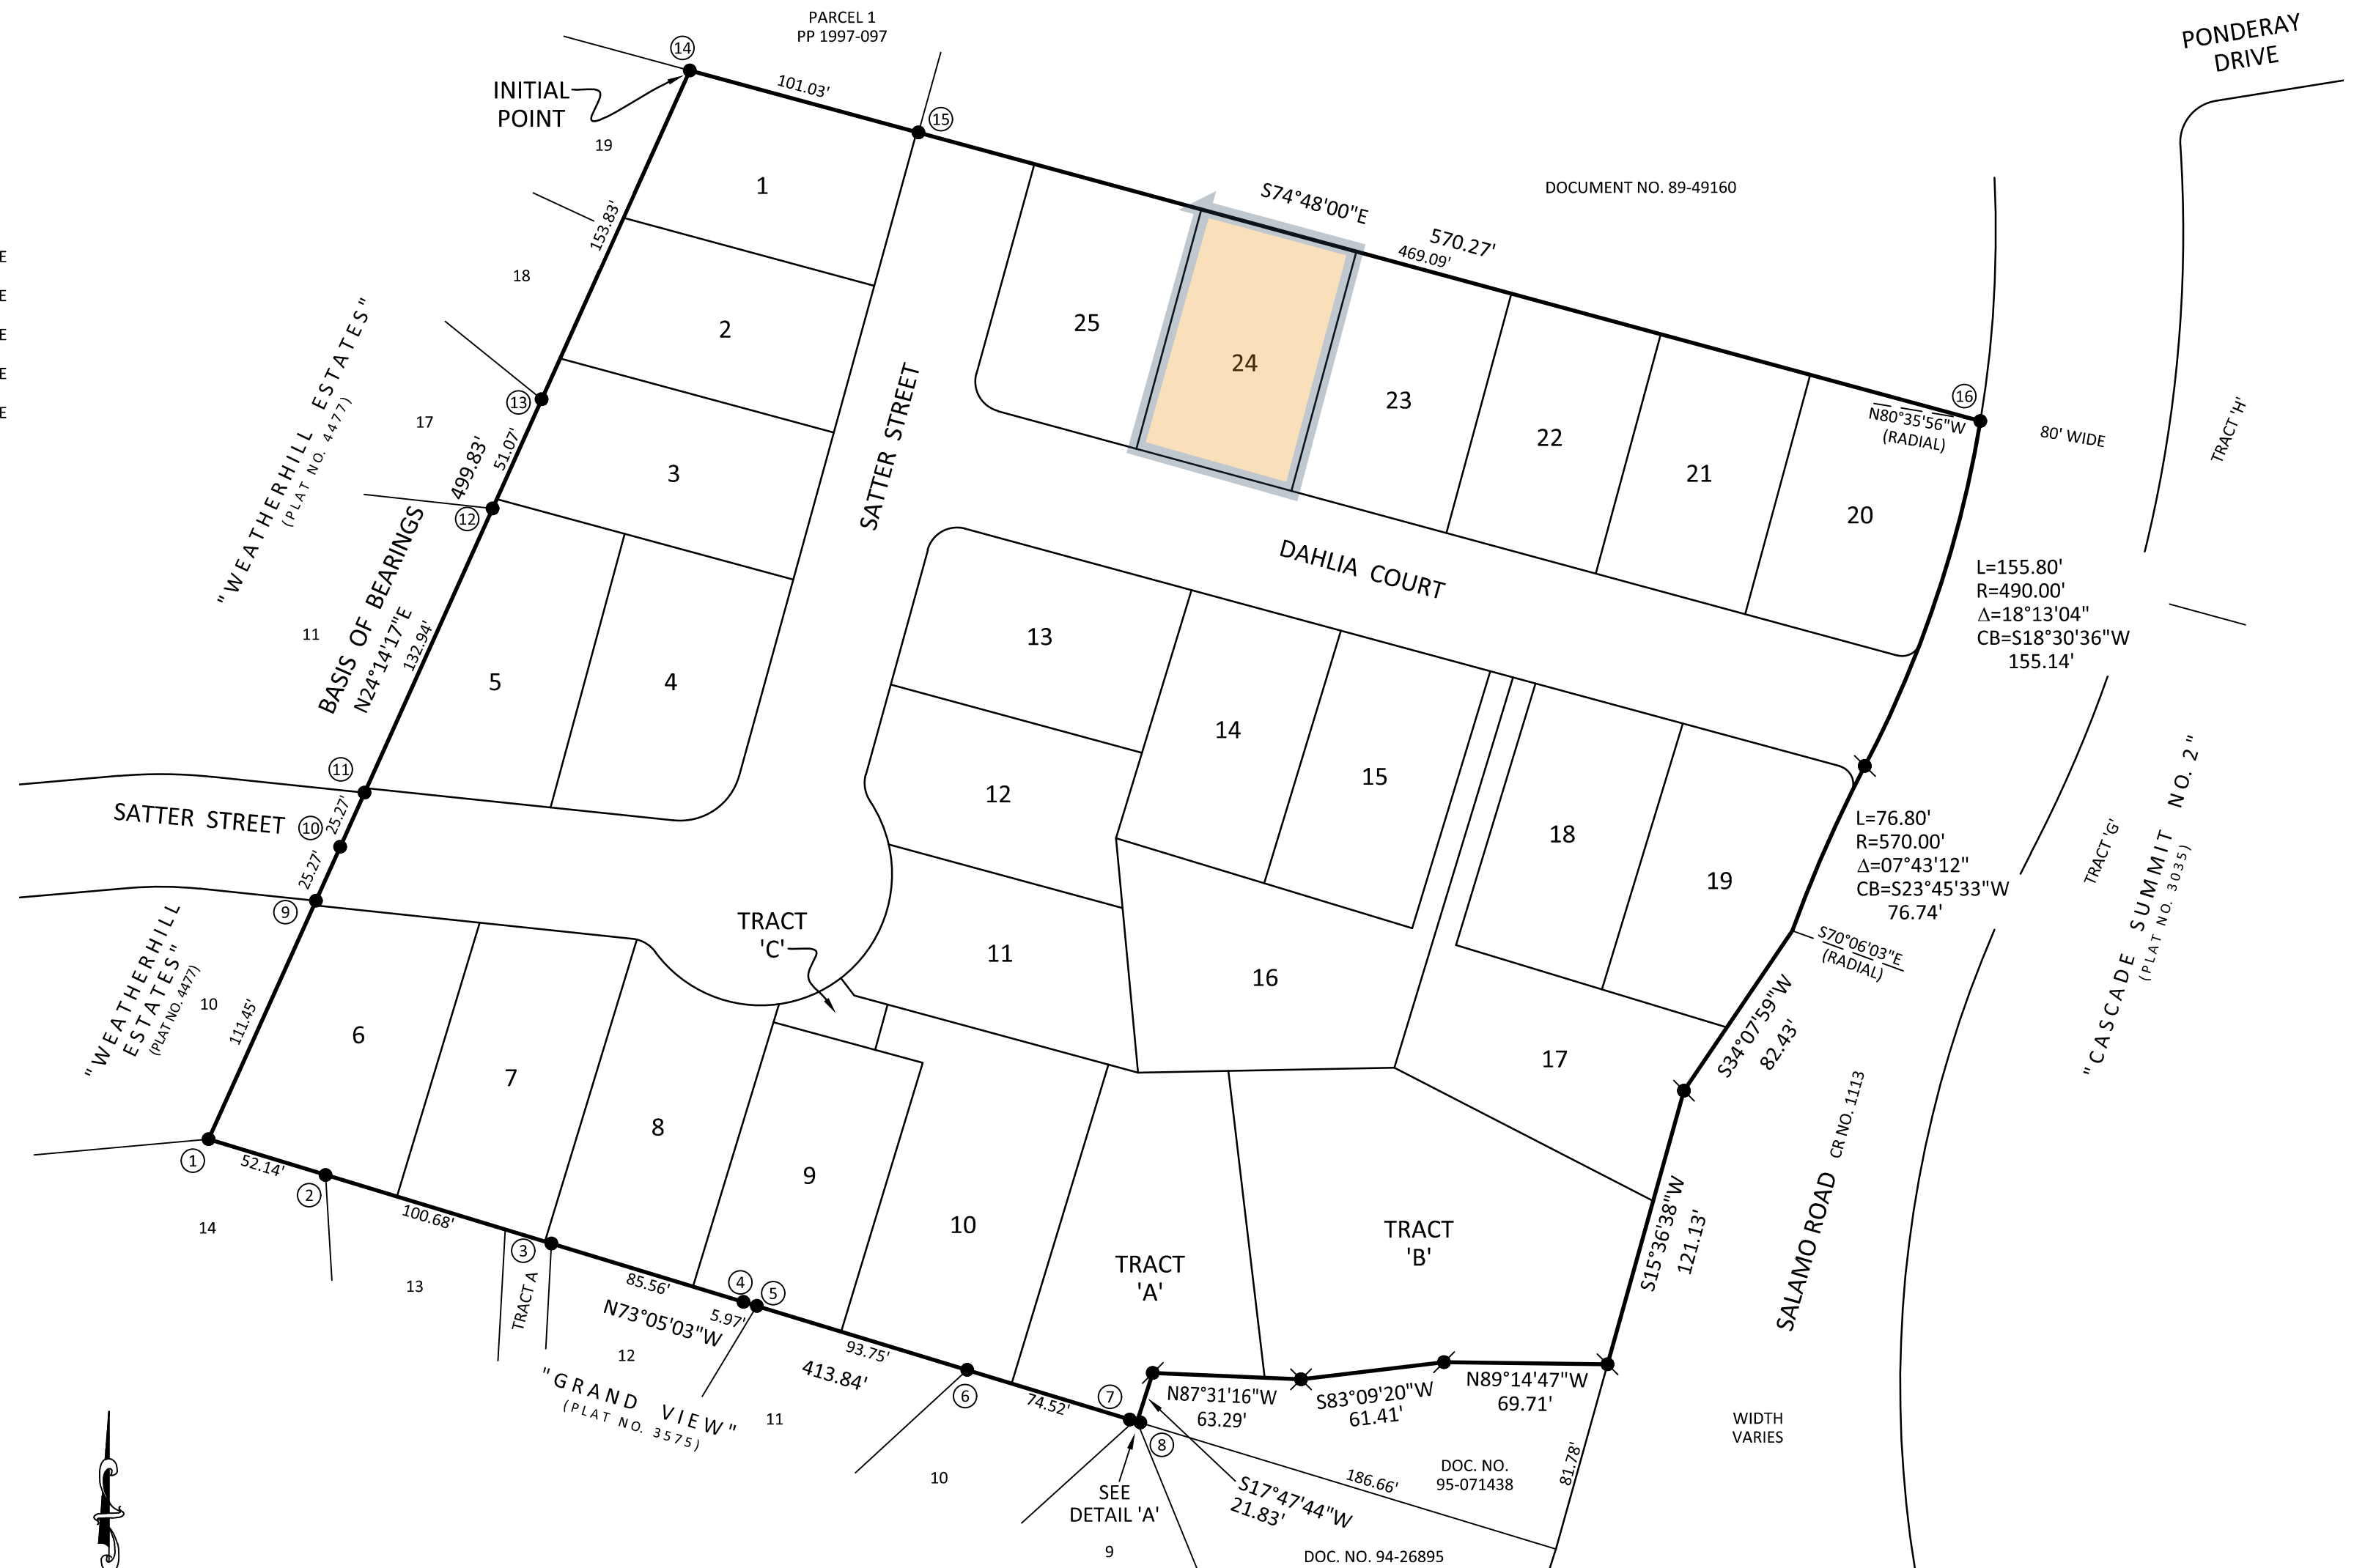 PARCEL 1
PP 1997-097
PONDERAY
DRIVE
14
INITIAL
POINT
101.03'
15
19
1
S74°48'00"E
DOCUMENT NO. 89-49160
570.27'
469.09'
153.83'
E
E
E
E
E
18
2
25
24
23
22
21
20
16
N80°35'56"W
(RADIAL)
80' WIDE
TRACT 'H'
"WEATHERHILL ESTATES"
(PLAT NO. 4477)
17
13
51.07'
499.83'
12
3
SATTER STREET
DAHLIA COURT
L=155.80'
R=490.00'
Δ=18°13'04"
CB=S18°30'36"W
155.14'
BASIS OF BEARINGS
N24°14'17"E
132.94'
11
5
4
13
14
15
12
11
SATTER STREET
10
25.27'
25.27'
9
18
19
L=76.80'
R=570.00'
Δ=07°43'12"
CB=S23°45'33"W
76.74'
TRACT 'G'
"CASCADE SUMMIT NO. 2"
(PLAT NO. 3035)
S70°06'03"E
(RADIAL)
TRACT
'C'
11
16
"WEATHERHILL
ESTATES"
(PLAT NO. 4477)
10
111.45'
6
7
8
9
10
17
S34°07'59"W
82.43'
1
52.14'
2
100.68'
14
13
3
TRACT A
85.56'
4
5
5.97'
N73°05'03"W
12
413.84'
93.75'
"GRAND VIEW"
(PLAT NO. 3575)
11
6
74.52'
7
8
10
TRACT
'A'
TRACT
'B'
S15°36'38"W
121.13'
SALAMO ROAD CR NO. 1113
N87°31'16"W
63.29'
S83°09'20"W
61.41'
N89°14'47"W
69.71'
WIDTH
VARIES
SEE
DETAIL 'A'
S17°47'44"W
21.83'
186.66'
DOC. NO.
95-071438
81.78'
9
DOC. NO. 94-26895